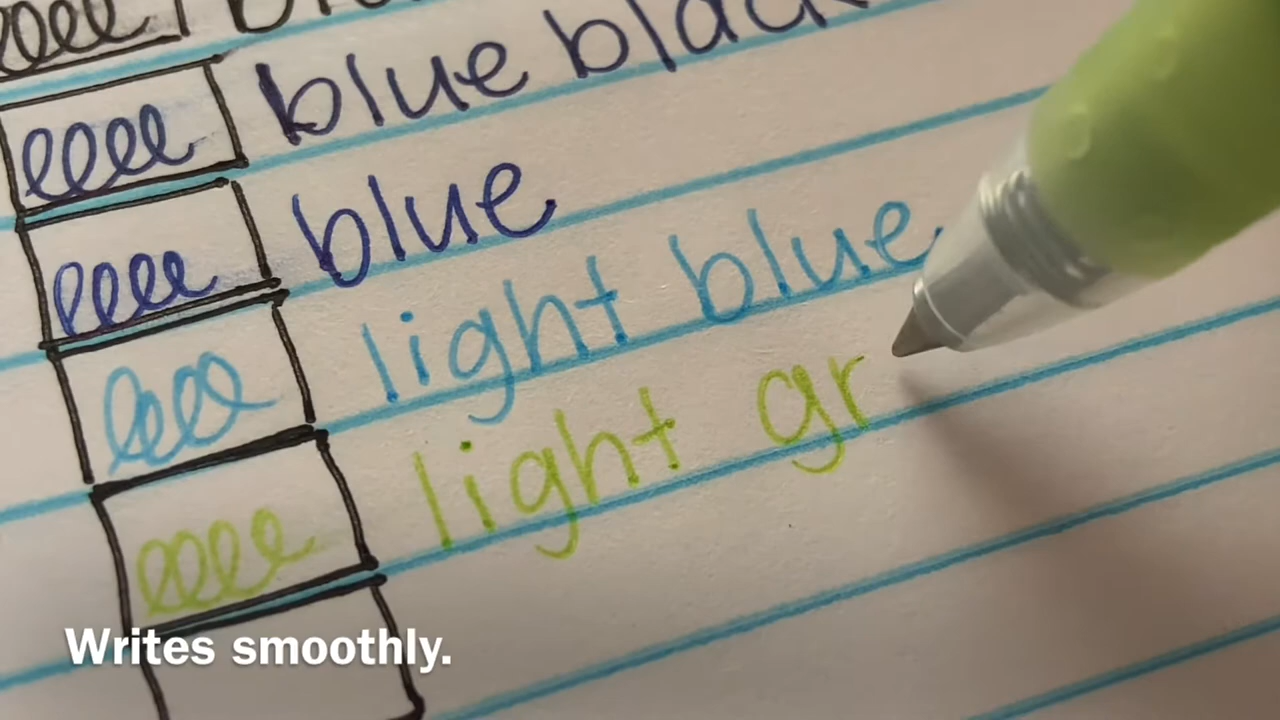 blue black
blue
light blue
light gr
Writes smoothly.